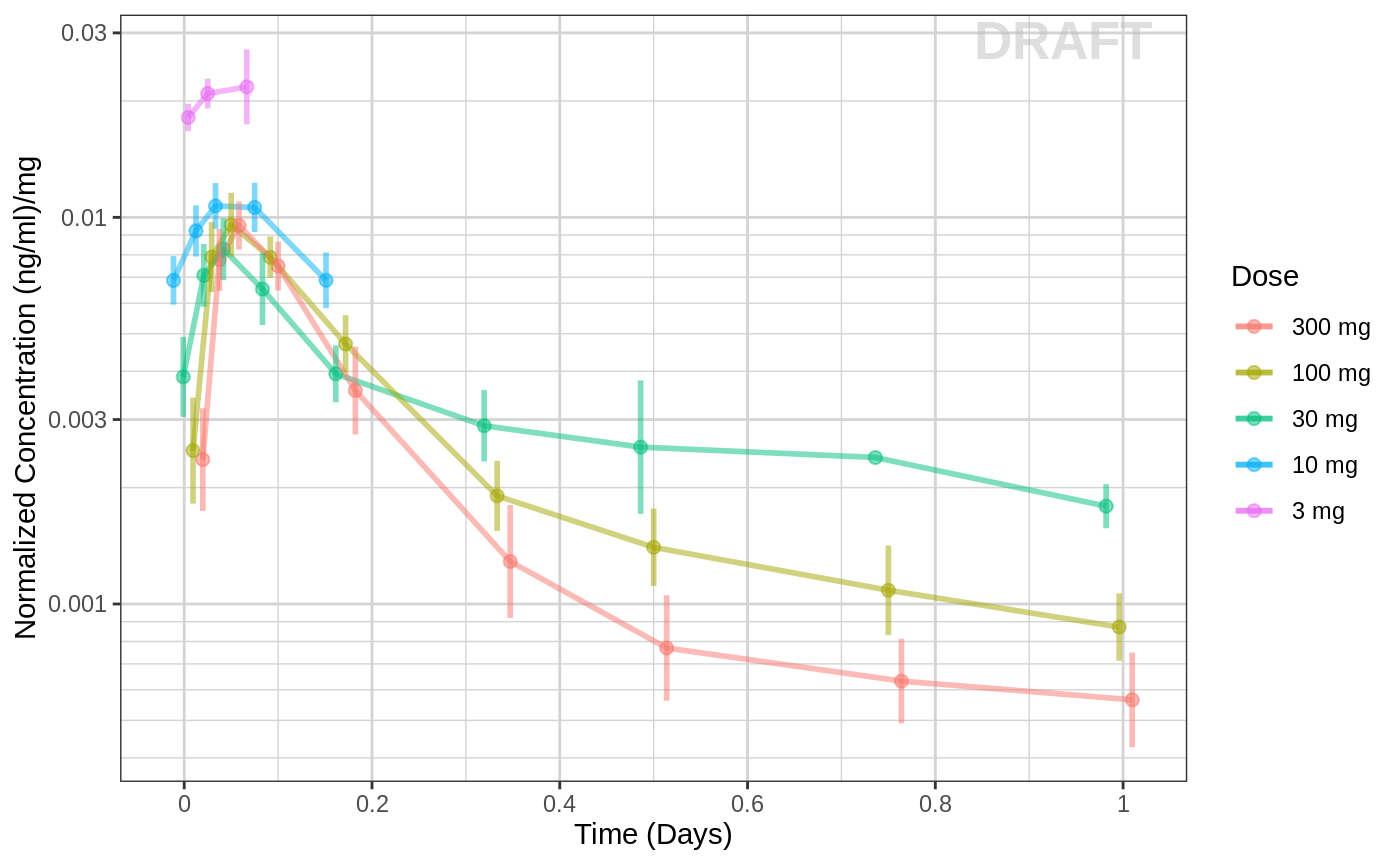 DRAFT
0.03
0.01
0.003
0.001
Normalized Concentration (ng/ml)/mg
0 0.2 0.4 0.6 0.8 1
Time (Days)
Dose
300 mg
100 mg
30 mg
10 mg
3 mg